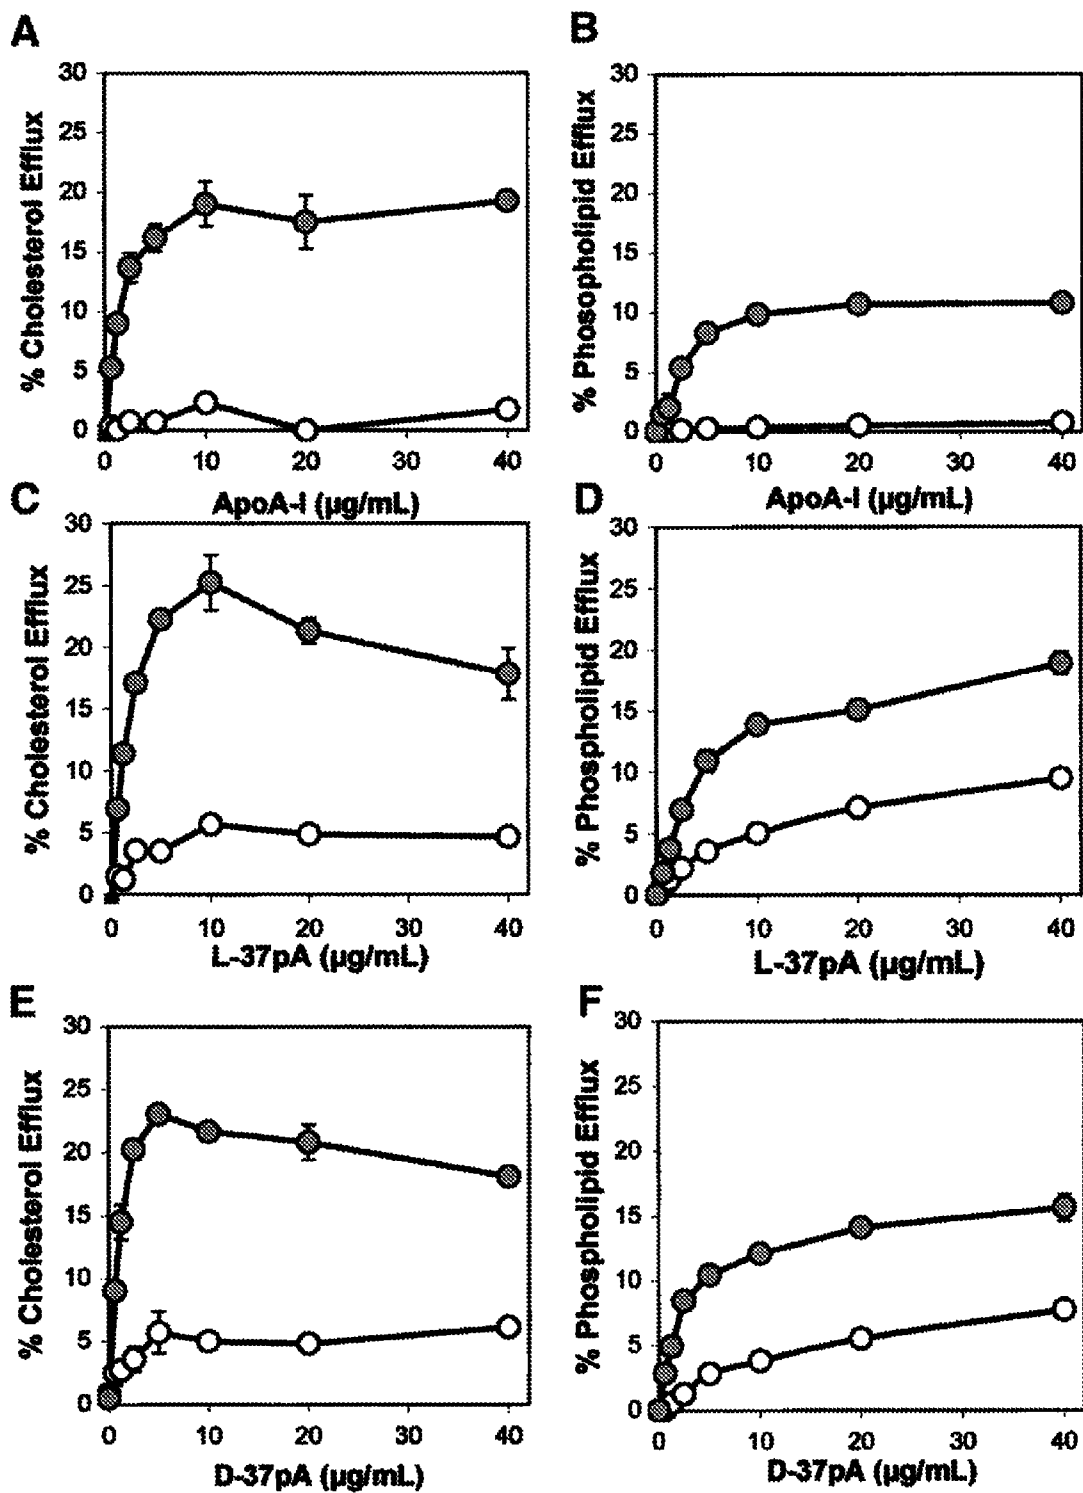 A
% Cholesterol Efflux
30
25
20
15
10
5
0
0 10 20 30 40
ApoA-I (µg/mL)
B
% Phosopholipid Efflux
30
25
20
15
10
5
0
0 10 20 30 40
ApoA-I (µg/mL)
C
% Cholesterol Efflux
30
25
20
15
10
5
0
0 10 20 30 40
L-37pA (µg/mL)
D
% Phospholipid Efflux
30
25
20
15
10
5
0
0 10 20 30 40
L-37pA (µg/mL)
E
% Cholesterol Efflux
30
25
20
15
10
5
0
0 10 20 30 40
D-37pA (µg/mL)
F
% Phospholipid Efflux
30
25
20
15
10
5
0
0 10 20 30 40
D-37pA (µg/mL)